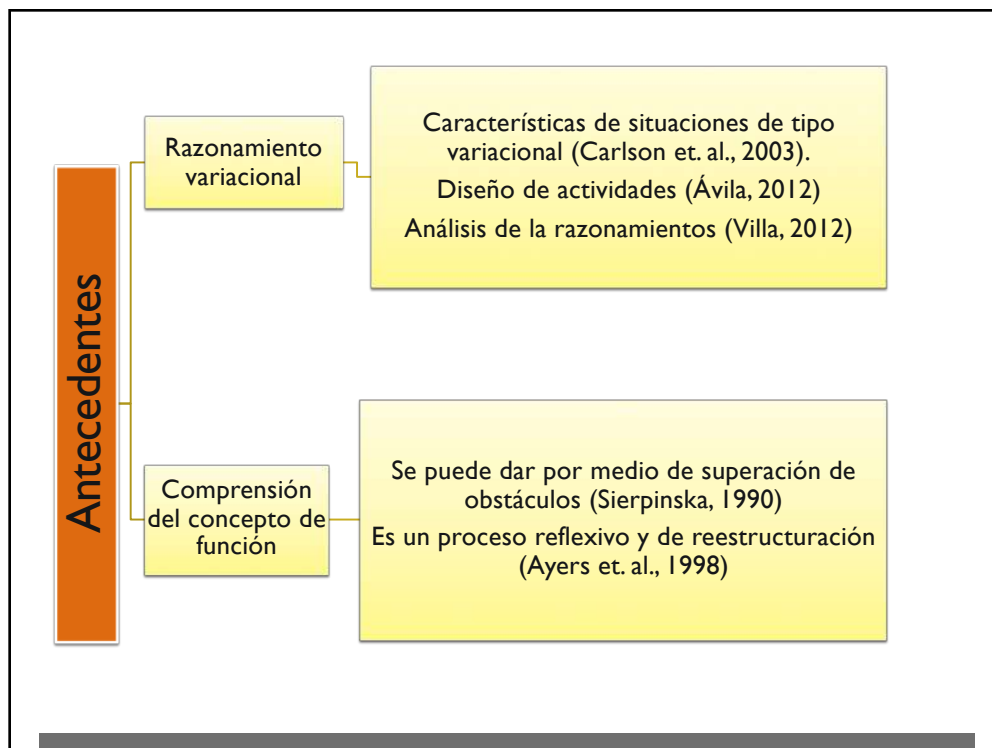 Antecedentes
Razonamiento
variacional
Características de situaciones de tipo
variacional (Carlson et. al., 2003).
Diseño de actividades (Ávila, 2012)
Análisis de la razonamientos (Villa, 2012)
Comprensión
del concepto de
función
Se puede dar por medio de superación de
obstáculos (Sierpinska, 1990)
Es un proceso reflexivo y de reestructuración
(Ayers et. al., 1998)